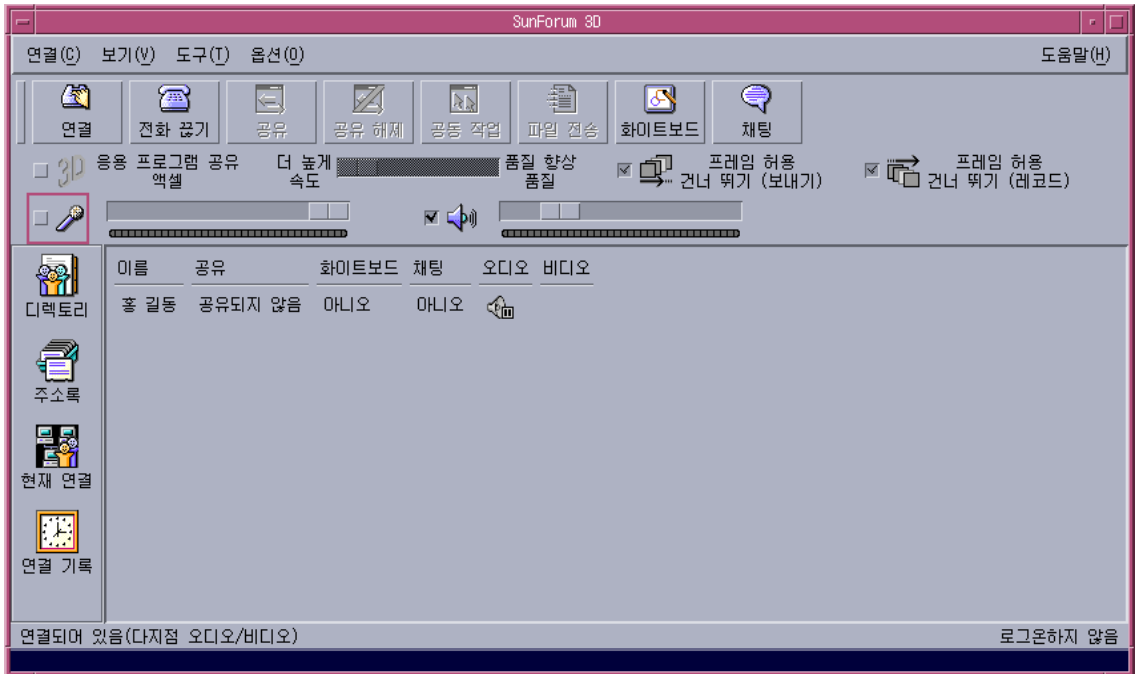 SunForum 3D
연결(C) 보기(V) 도구(T) 옵션(O) 도움말(H)
연결 전화 끊기 공유 공유 해제 공동 작업 파일 전송 화이트보드 채팅
3D 응용 프로그램 공유 더 높게 품질 향상 프레임 허용 프레임 허용
액셀 속도 품질 건너 뛰기 (보내기) 건너 뛰기 (레코드)
이름 공유 화이트보드 채팅 오디오 비디오
홍 길동 공유되지 않음 아니오 아니오
디렉토리
주소록
현재 연결
연결 기록
연결되어 있음(다지점 오디오/비디오) 로그온하지 않음